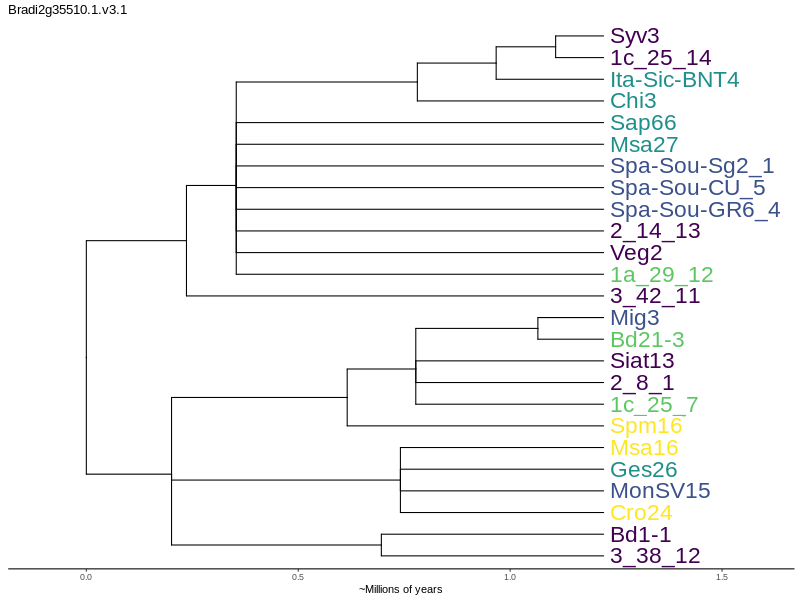 Bradi2g35510.1.v3.1
Syv3
1c_25_14
Ita-Sic-BNT4
Chi3
Sap66
Msa27
Spa-Sou-Sg2_1
Spa-Sou-CU_5
Spa-Sou-GR6_4
2_14_13
Veg2
1a_29_12
3_42_11
Mig3
Bd21-3
Siat13
2_8_1
1c_25_7
Spm16
Msa16
Ges26
MonSV15
Cro24
Bd1-1
3_38_12
0.0 0.5 1.0 1.5
~Millions of years